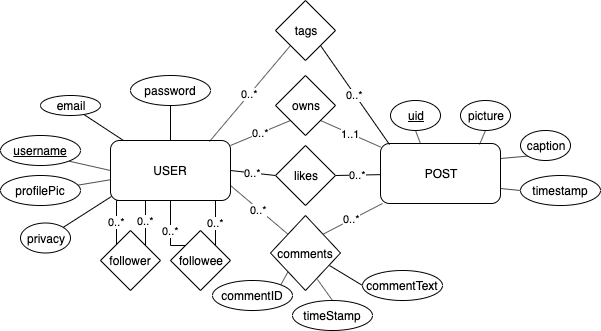 tags
0..*
0..*
password
email
owns
0..*
1..1
uid
picture
caption
username
USER
likes
0..*
0..*
POST
profilePic
timestamp
privacy
0..*
0..*
0..*
0..*
0..*
0..*
follower
followee
comments
commentID
commentText
timeStamp